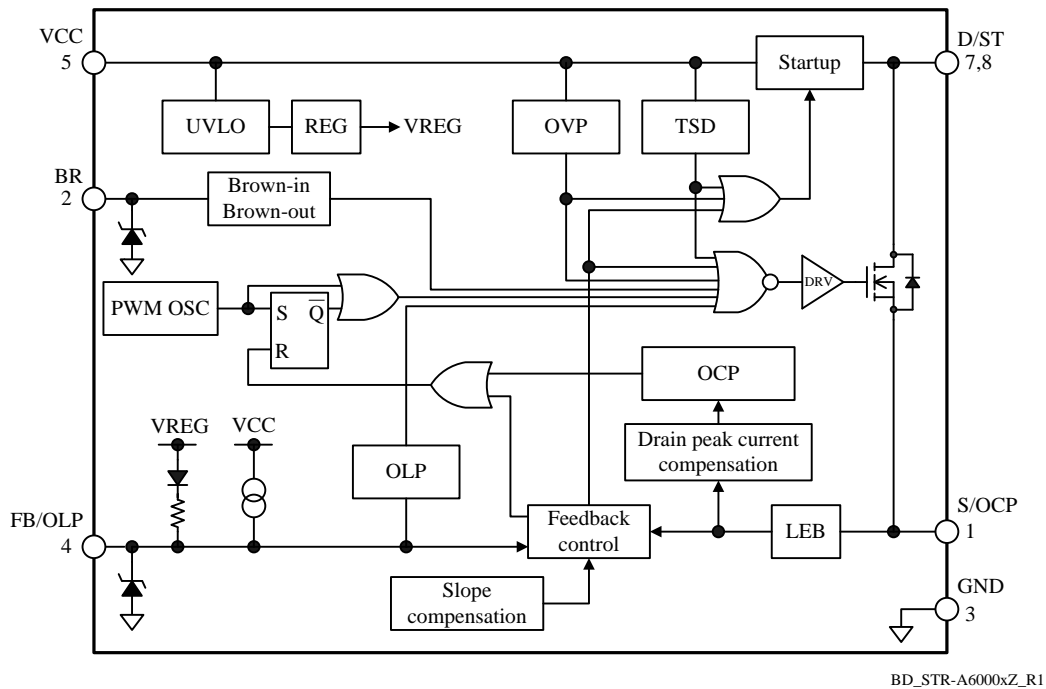 VCC
5
D/ST
7,8
Startup
UVLO
REG
VREG
OVP
TSD
BR
2
Brown-in
Brown-out
DRV
PWM OSC
S
Q
R
OCP
VREG
VCC
Drain peak current
compensation
OLP
FB/OLP
4
Feedback
control
LEB
S/OCP
1
Slope
compensation
GND
3
BD_STR-A6000xZ_R1